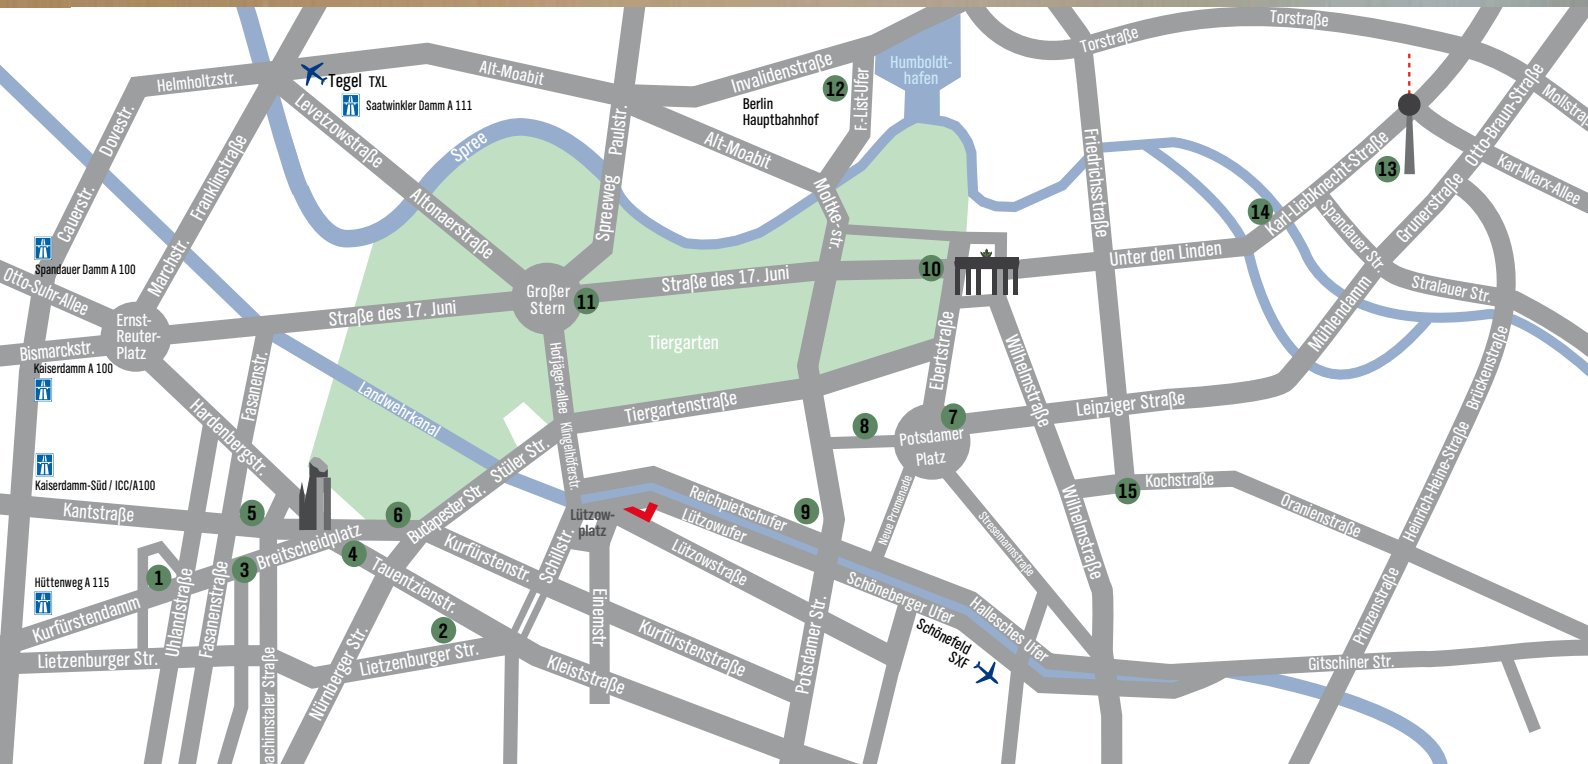 Torstraße
Torstraße
Helmholtzstr.
Tegel TXL
Saatwinkler Damm A 111
Alt-Moabit
Invalidenstraße
12
Berlin
Hauptbahnhof
F.-List-Ufer
Humboldt-
hafen
Otto-Braun-Straße
Mollstraße
Dovestr.
Levetzowstraße
Franklinstraße
Spree
Paulstr.
Alt-Moabit
Friedrichsstraße
Karl-Liebknecht-Straße
13
Karl-Marx-Allee
Cauerstr.
Altonaerstraße
Spreeweg
Moltke-str.
14
Spandauer Str.
Grunerstraße
Spandauer Damm A 100
Otto-Suhr-Allee
Marchstr.
Unter den Linden
10
Straße des 17. Juni
Großer
Stern
11
Stralauer Str.
Straße des 17. Juni
Ernst-
Reuter-
Platz
Bismarckstr.
Kaiserdamm A 100
Tiergarten
Mühlendamm
Fasanenstr.
Hofjäger-allee
Ebertstraße
Wilhelmstraße
Brückenstraße
Landwehrkanal
Hardenbergstr.
Tiergartenstraße
Leipziger Straße
8
7
Potsdamer
Platz
Kaiserdamm-Süd / ICC/A100
Stüler Str.
Klingelhöferstr.
Kochstraße
15
Heinrich-Heine-Straße
Kantstraße
5
6
Budapester Str.
Lützow-
platz
Reichpietschufer
9
Lützowufer
Neue Promenade
Stresemannstraße
Wilhelmstraße
Oranienstraße
Breitscheidplatz
4
Kurfürstenstr.
Schillstr.
Lützowstraße
Hüttenweg A 115
1
3
Tauentzienstr.
Schöneberger Ufer
Hallesches Ufer
Prinzenstraße
Kurfürstendamm
Uhlandstraße
Fasanenstraße
2
Einemstr
Kurfürstenstraße
Potsdamer Str.
Schönefeld
SXF
Lietzenburger Str.
Lietzenburger Str.
Kleiststraße
Gitschiner Str.
Nürnberger Str.
achimstaler Straße